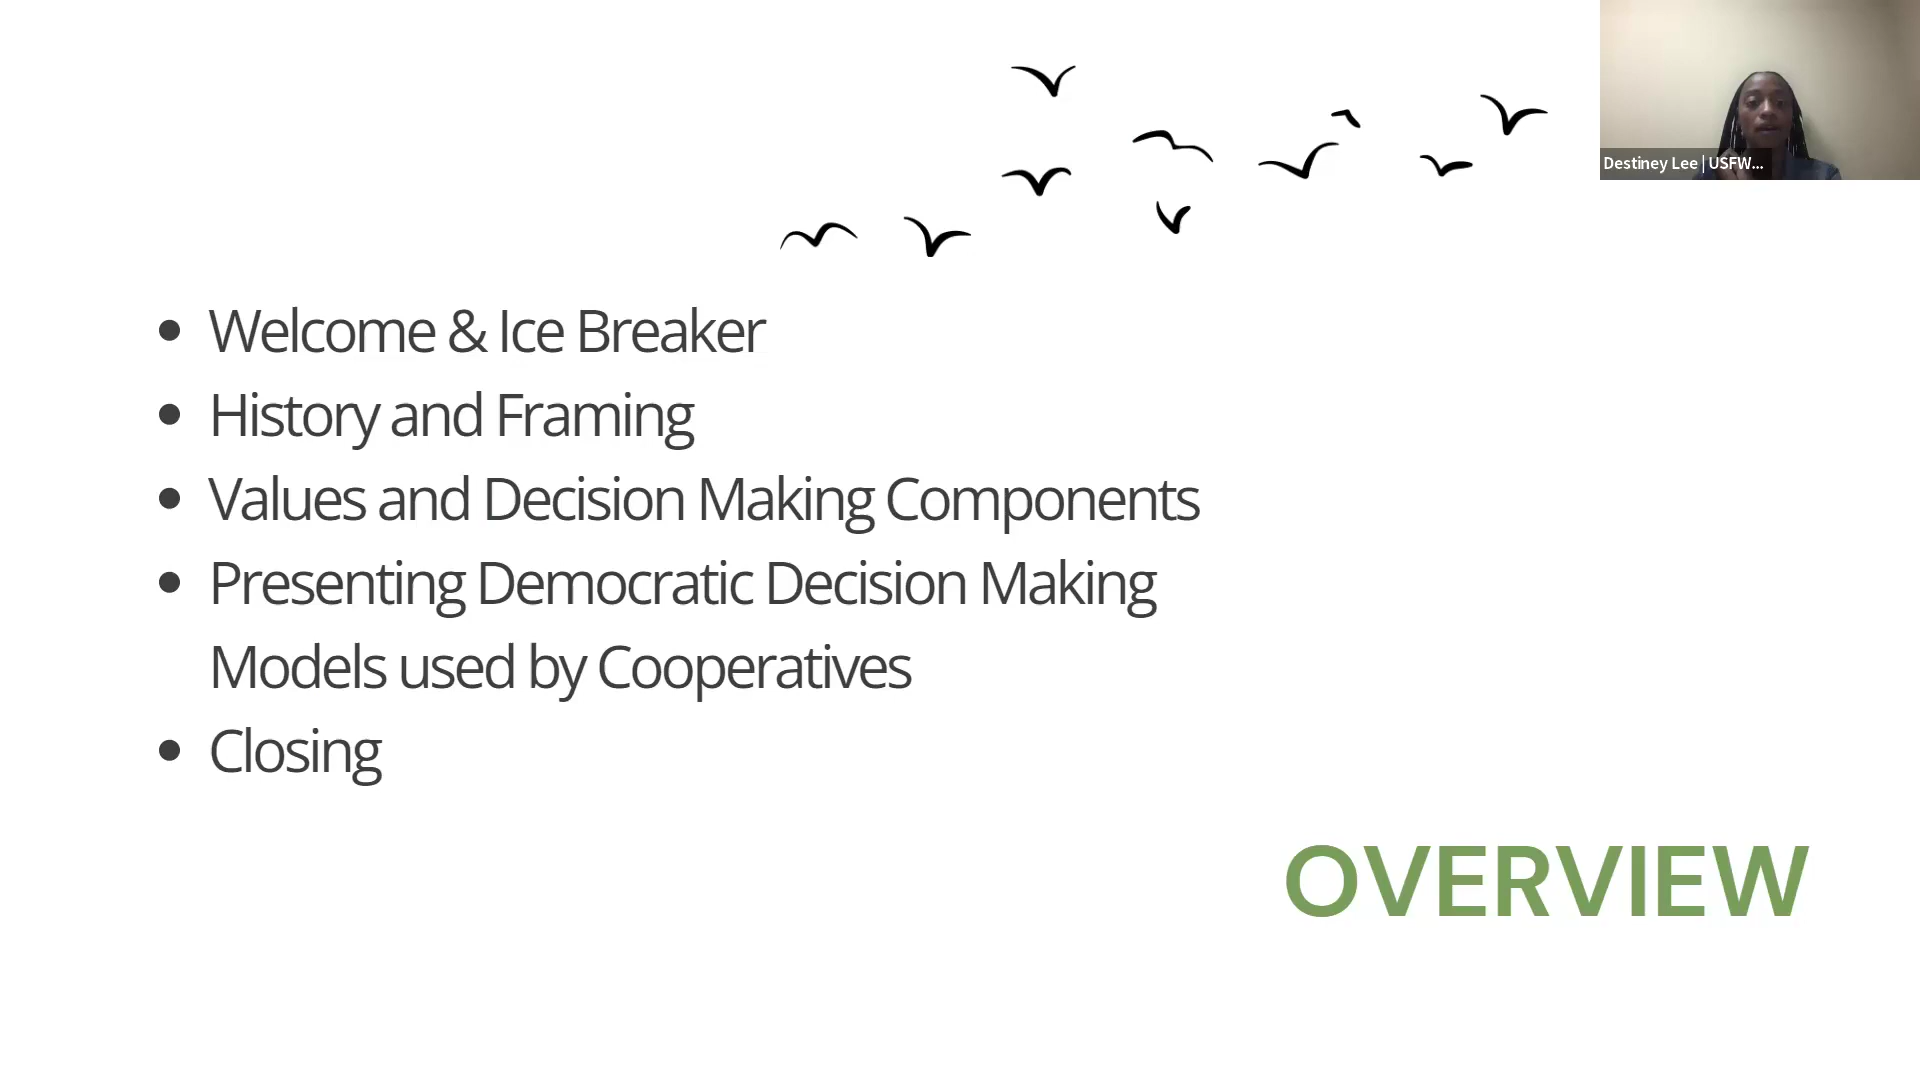 Destiney Lee | USFW...
• Welcome & Ice Breaker
• History and Framing
• Values and Decision Making Components
• Presenting Democratic Decision Making
Models used by Cooperatives
• Closing
OVERVIEW